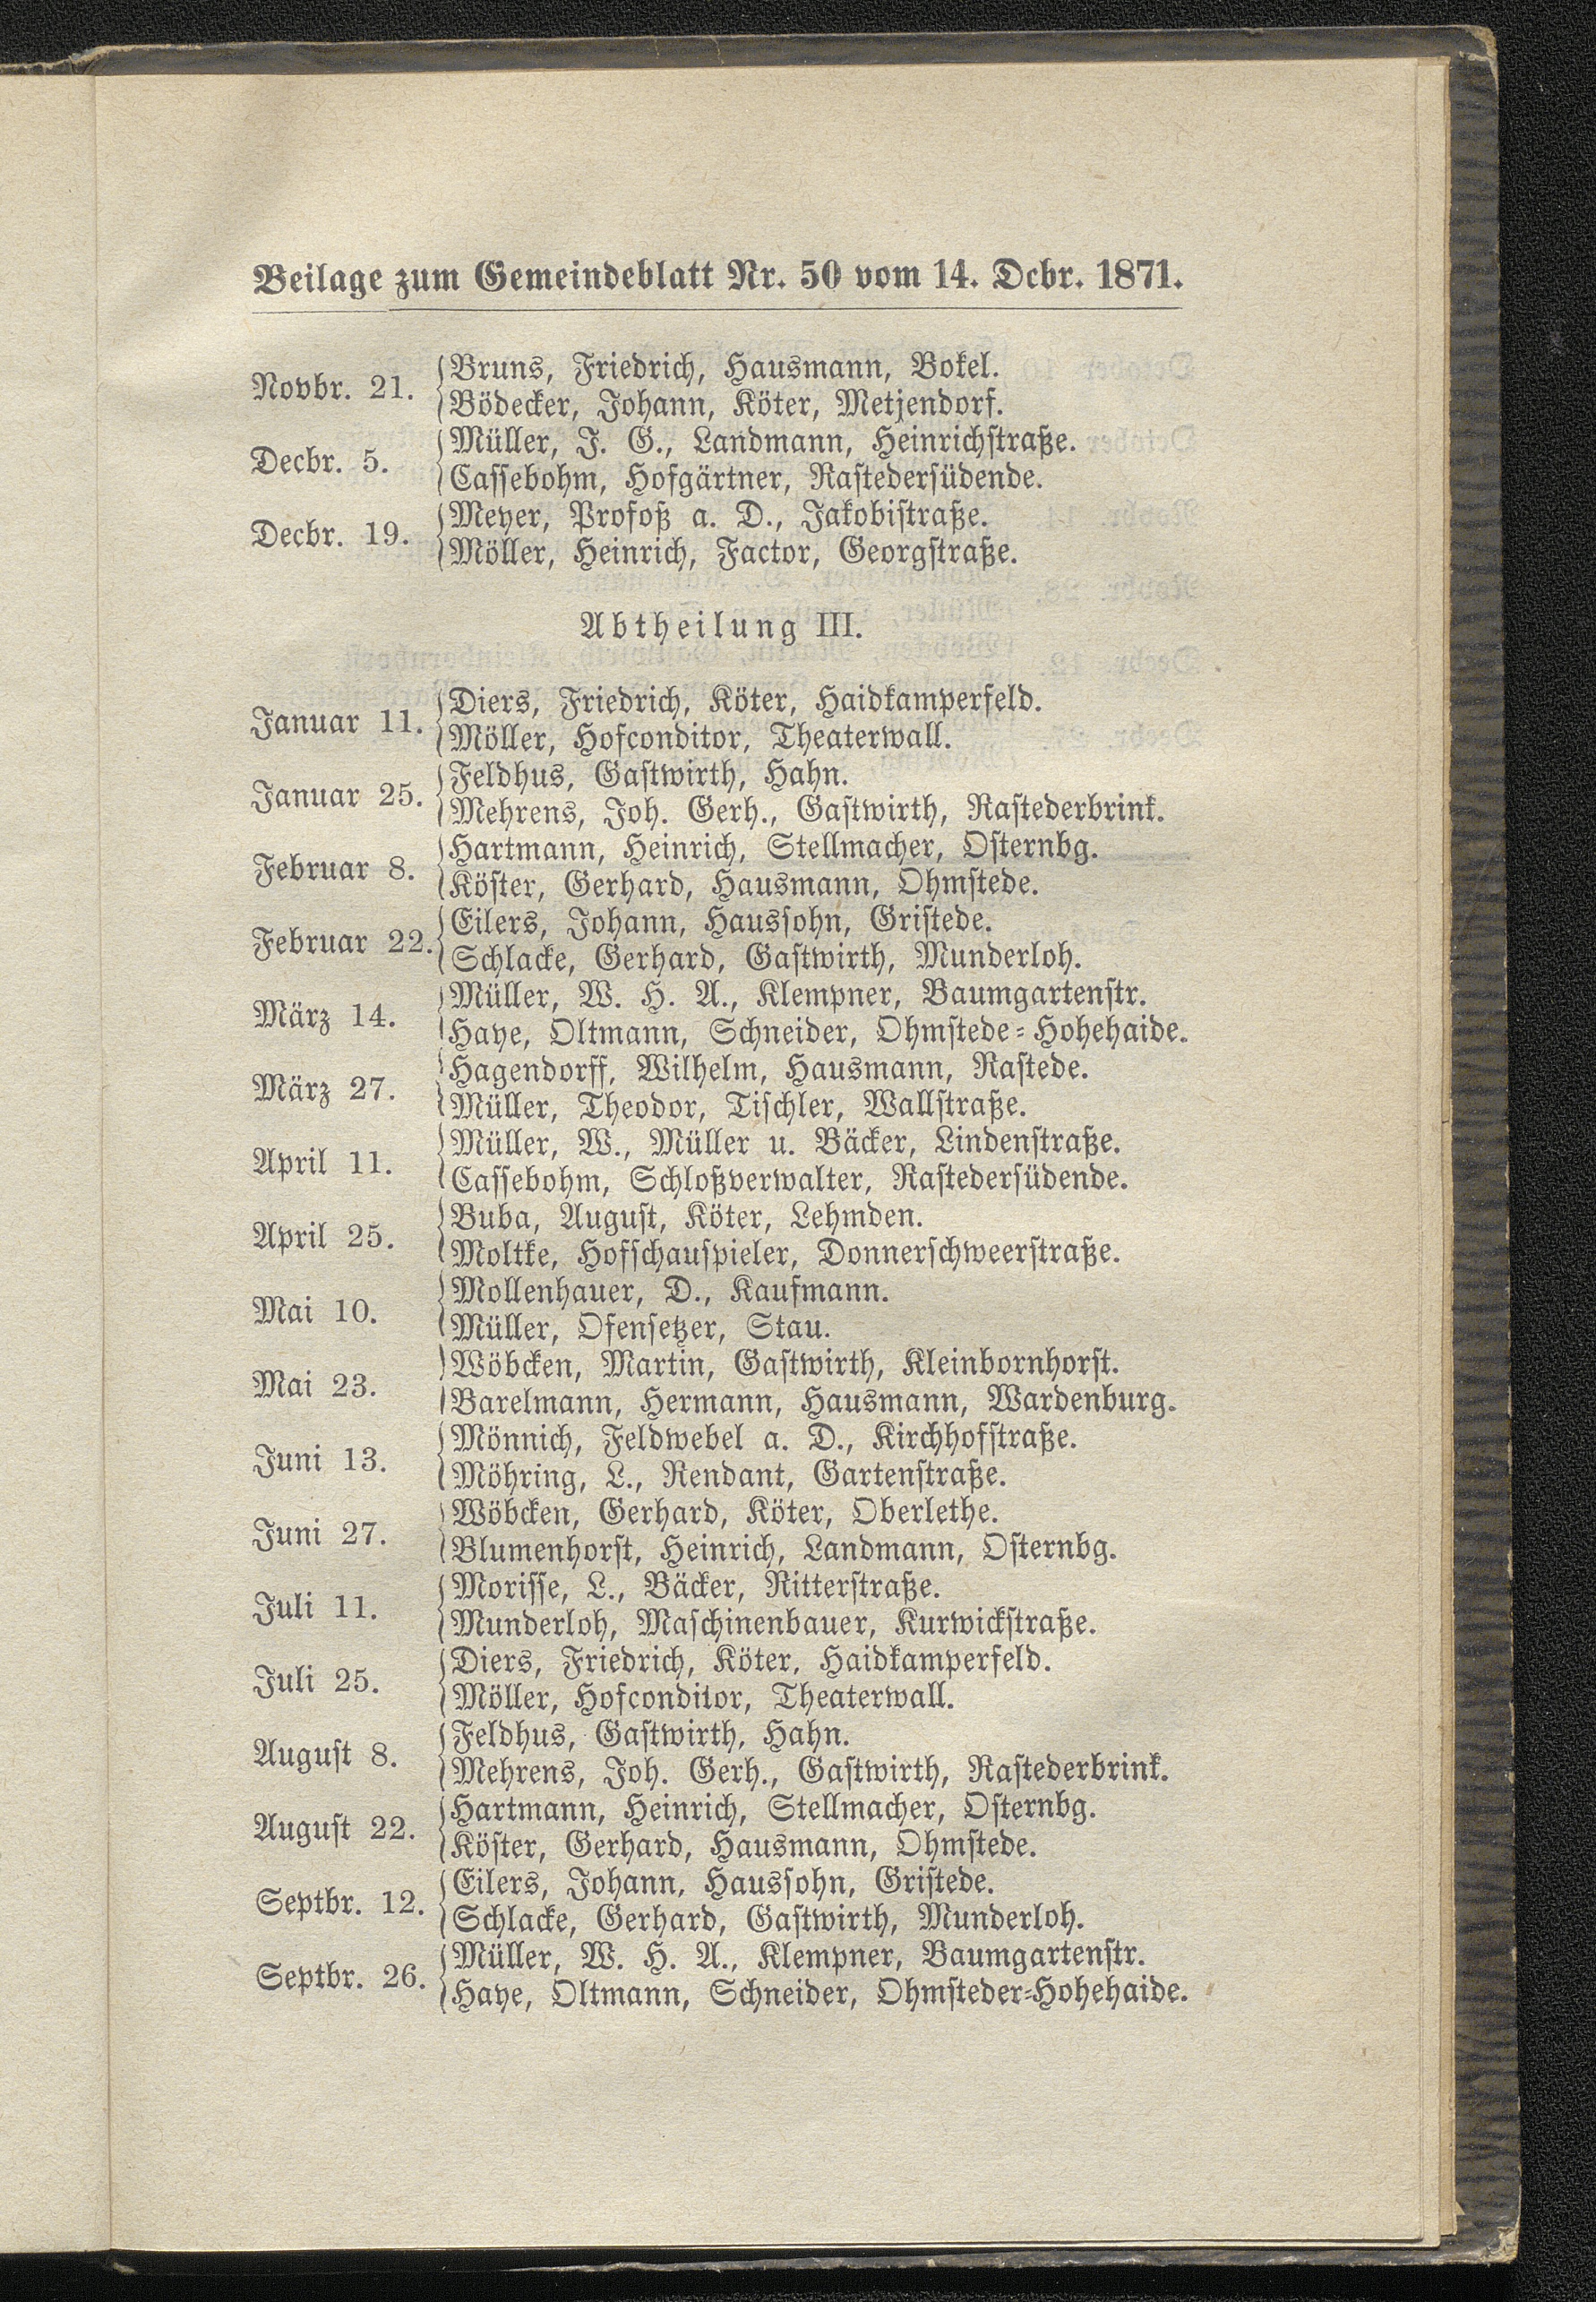 Beilage zum Gemeindeblatt Nr. 50 vom 14. Dcbr. 1871.
Novbr. 21. Bruns, Friedrich, Hausmann, Bokel.
Bödecker, Johann, Köter, Metjendorf.
Decbr. 5. Müller, J. G., Landmann, Heinrichstraße.
Cassebohm, Hofgärtner, Rastedersüdende.
Decbr. 19. Meyer, Profoß a. D., Jakobistraße.
Möller, Heinrich, Factor, Georgstraße.
Abtheilung III.
Januar 11. Diers, Friedrich, Köter, Haidkamperfeld.
Möller, Hofconditor, Theaterwall.
Januar 25. Feldhus, Gastwirth, Hahn.
Mehrens, Joh. Gerh., Gastwirth, Rastederbrink.
Februar 8. Hartmann, Heinrich, Stellmacher, Osternbg.
Köster, Gerhard, Hausmann, Ohmstede.
Februar 22. Eilers, Johann, Haussohn, Gristede.
Schlacke, Gerhard, Gastwirth, Munderloh.
März 14. Müller, W. H. A., Klempner, Baumgartenstr.
Haye, Oltmann, Schneider, Ohmstede-Hohehaide.
März 27. Hagendorff, Wilhelm, Hausmann, Rastede.
Müller, Theodor, Tischler, Wallstraße.
April 11. Müller, W., Müller u. Bäcker, Lindenstraße.
Cassebohm, Schloßverwalter, Rastedersüdende.
April 25. Buba, August, Köter, Lehmden.
Moltke, Hofschauspieler, Donnerschweerstraße.
Mai 10. Mollenhauer, D., Kaufmann.
Müller, Ofensetzer, Stau.
Mai 23. Wöbcken, Martin, Gastwirth, Kleinbornhorst.
Barelmann, Hermann, Hausmann, Wardenburg.
Juni 13. Mönnich, Feldwebel a. D., Kirchhofstraße.
Möhring, L., Rendant, Gartenstraße.
Juni 27. Wöbcken, Gerhard, Köter, Oberlethe.
Blumenhorst, Heinrich, Landmann, Osternbg.
Juli 11. Morisse, L., Bäcker, Ritterstraße.
Munderloh, Maschinenbauer, Kurwickstraße.
Juli 25. Diers, Friedrich, Köter, Haidkamperfeld.
Möller, Hofconditor, Theaterwall.
August 8. Feldhus, Gastwirth, Hahn.
Mehrens, Joh. Gerh., Gastwirth, Rastederbrink.
August 22. Hartmann, Heinrich, Stellmacher, Osternbg.
Köster, Gerhard, Hausmann, Ohmstede.
Septbr. 12. Eilers, Johann, Haussohn, Gristede.
Schlacke, Gerhard, Gastwirth, Munderloh.
Septbr. 26. Müller, W. H. A., Klempner, Baumgartenstr.
Haye, Oltmann, Schneider, Ohmsteder-Hohehaide.